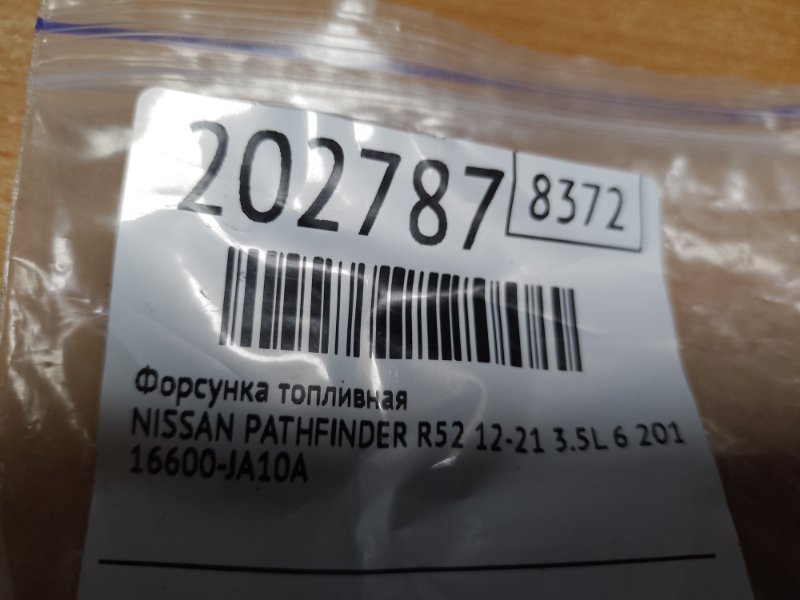 202787 8372
Форсунка топливная
NISSAN PATHFINDER R52 12-21 3.5L 6 201
16600-JA10A